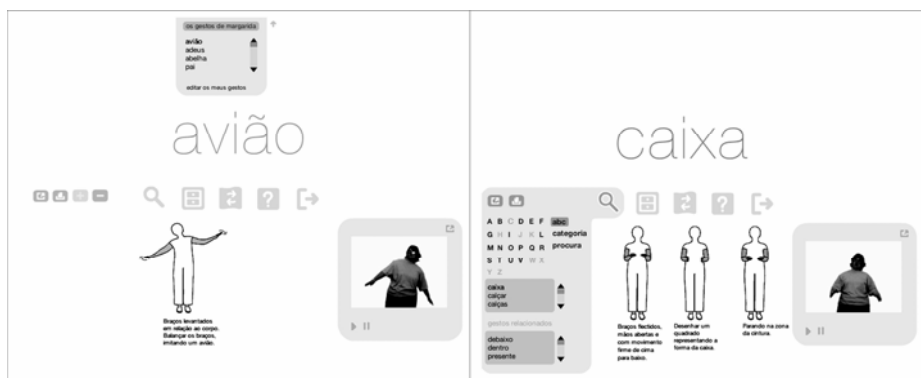 os gestos de margarida
avião
adeus
abelha
pai
editar os meus gestos
avião
Braços levantados
em relação ao corpo.
Balançar os braços,
imitando um avião.
caixa
A B C D E F abc
G H I J K L categoria
M N O P Q R procura
S T U V W X
Y Z
caixa
calçar
calças
gestos relacionados
debaixo
dentro
presente
Braços flectidos,
mãos abertas e
com movimento
firme de cima
para baixo.
Desenhar um
quadrado
representando a
forma da caixa.
Parando na zona
da cintura.